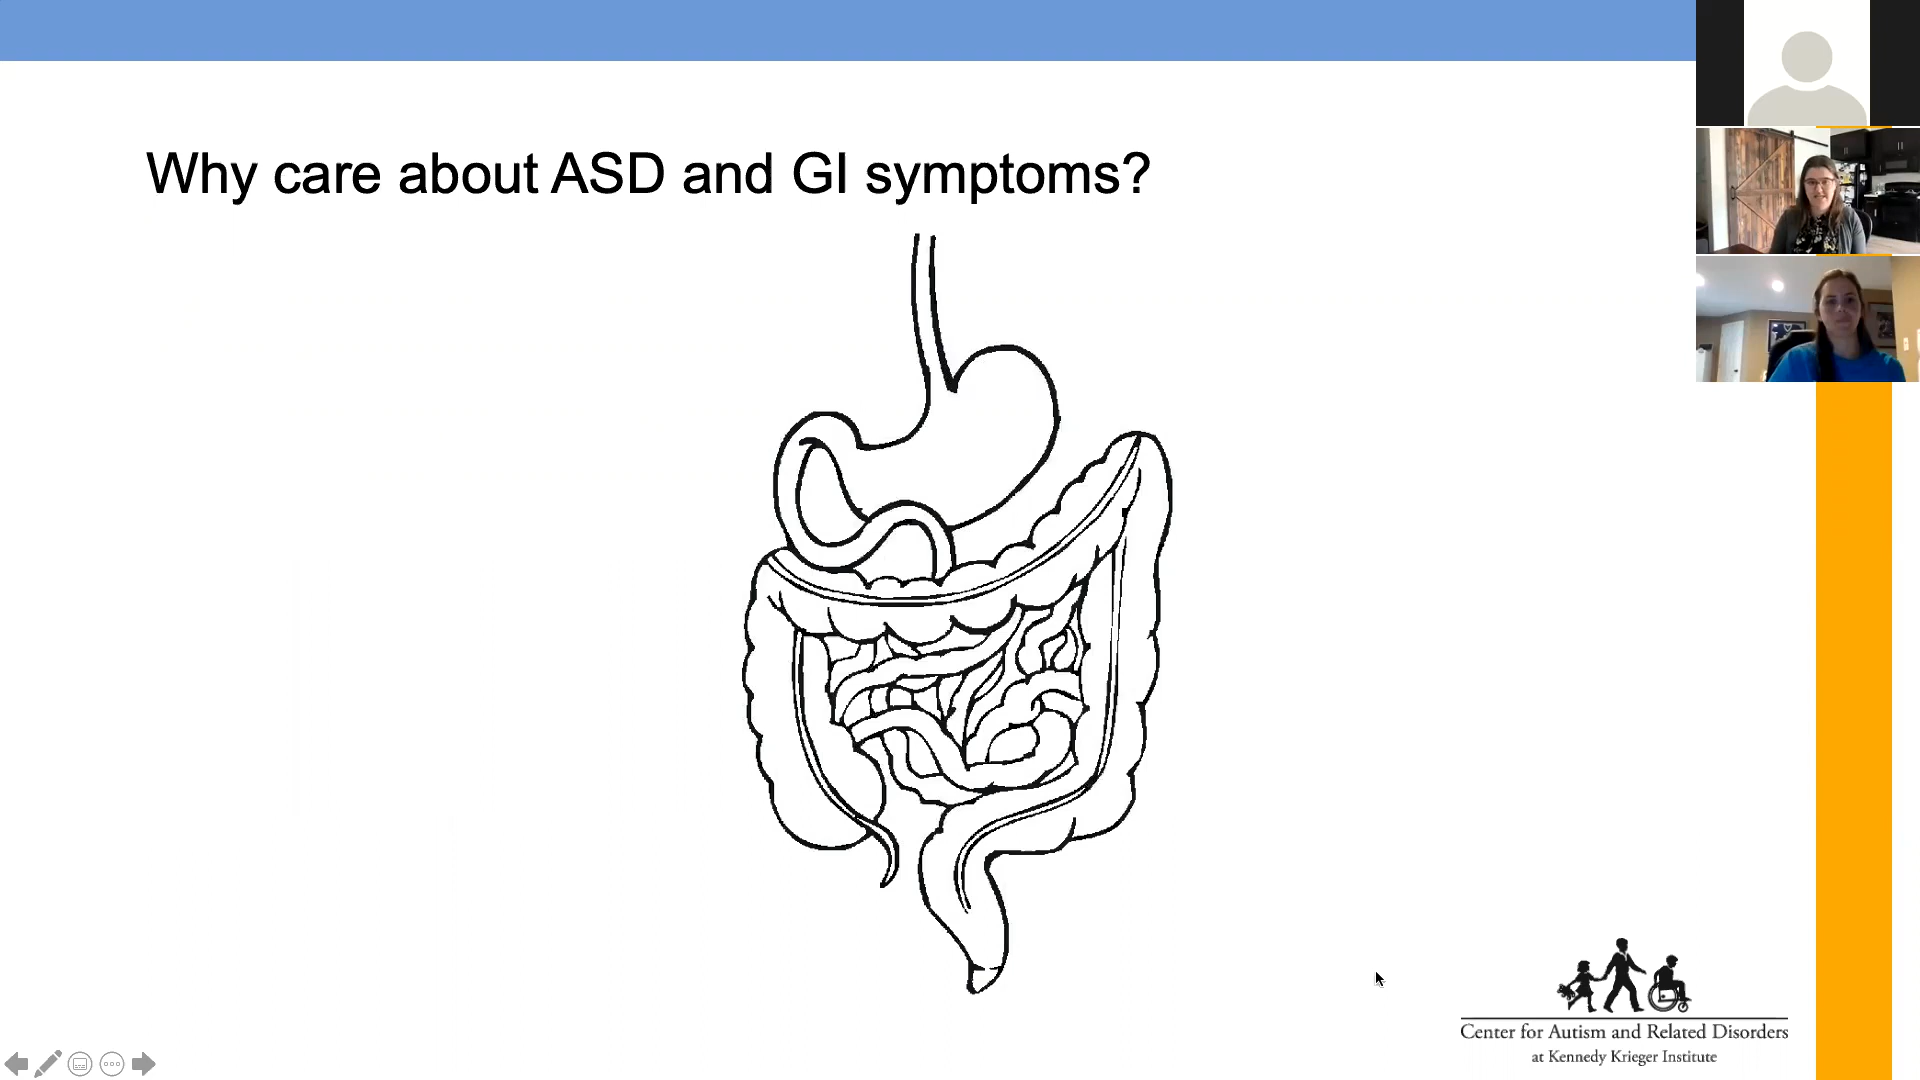 Why care about ASD and GI symptoms?
Center for Autism and Related Disorders
at Kennedy Krieger Institute